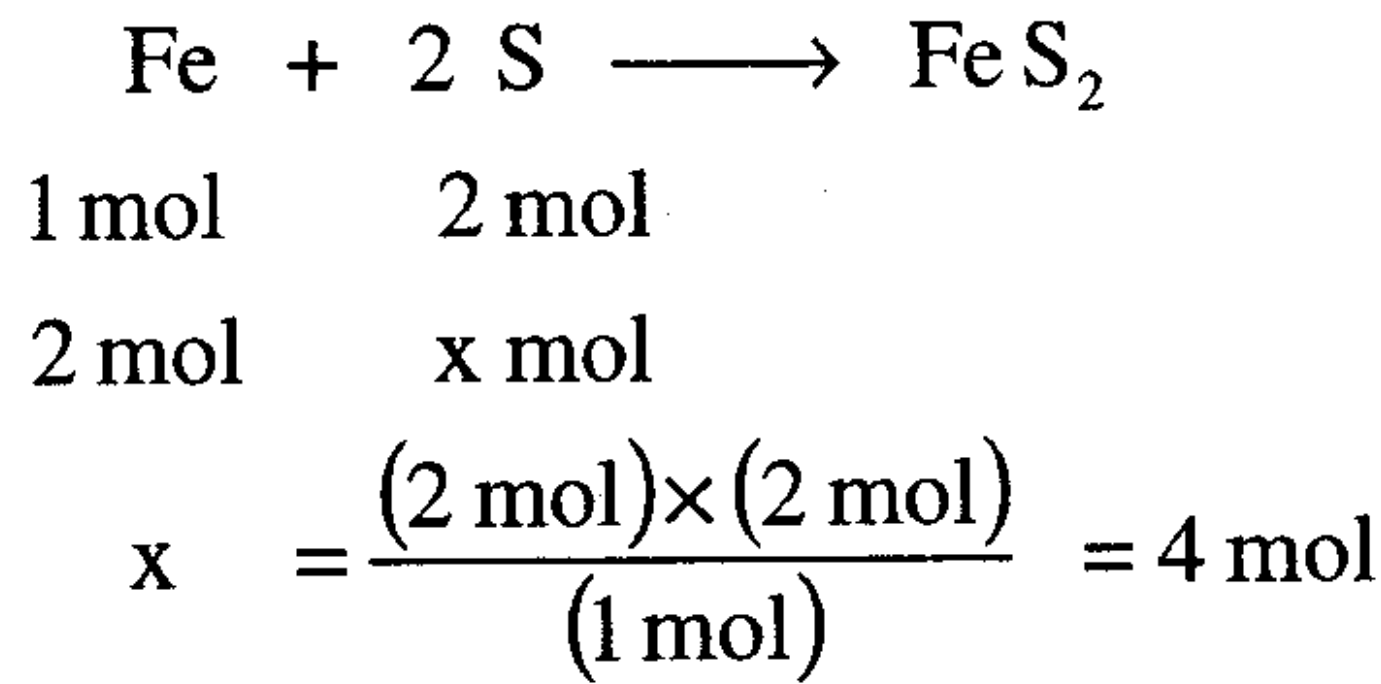 Fe + 2 S ⟶ FeS₂
1 mol 2 mol
2 mol x mol
x = (2 mol)×(2 mol) / (1 mol) = 4 mol